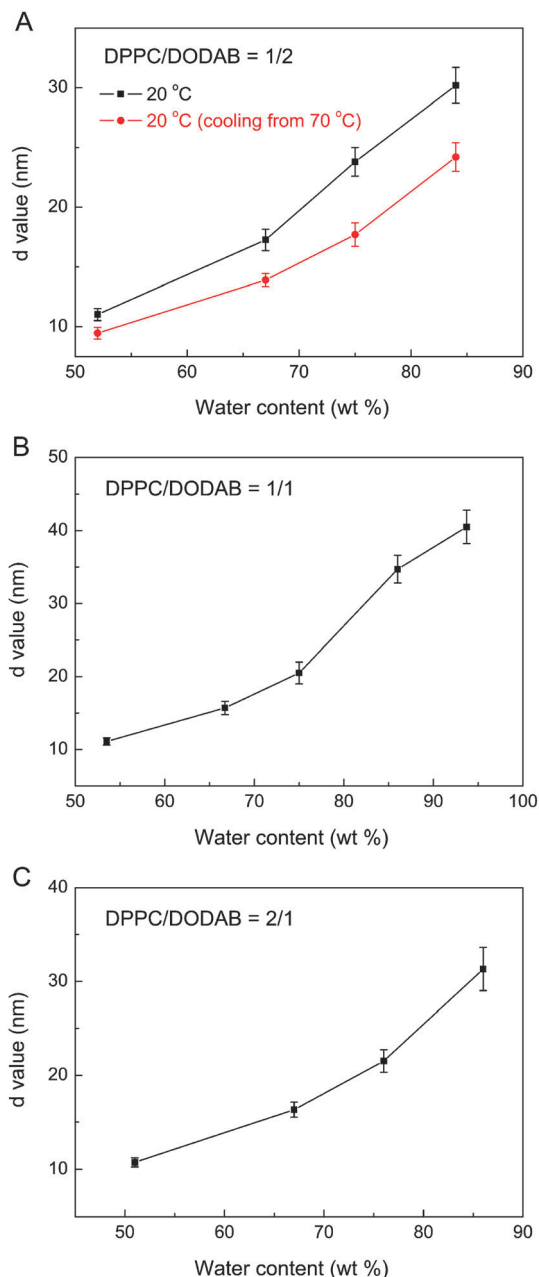 A
DPPC/DODAB = 1/2
20 °C
20 °C (cooling from 70 °C)
d value (nm)
30
20
10
50 60 70 80 90
Water content (wt %)
B
DPPC/DODAB = 1/1
d value (nm)
50
40
30
20
10
50 60 70 80 90 100
Water content (wt %)
C
DPPC/DODAB = 2/1
d value (nm)
40
30
20
10
50 60 70 80 90
Water content (wt %)